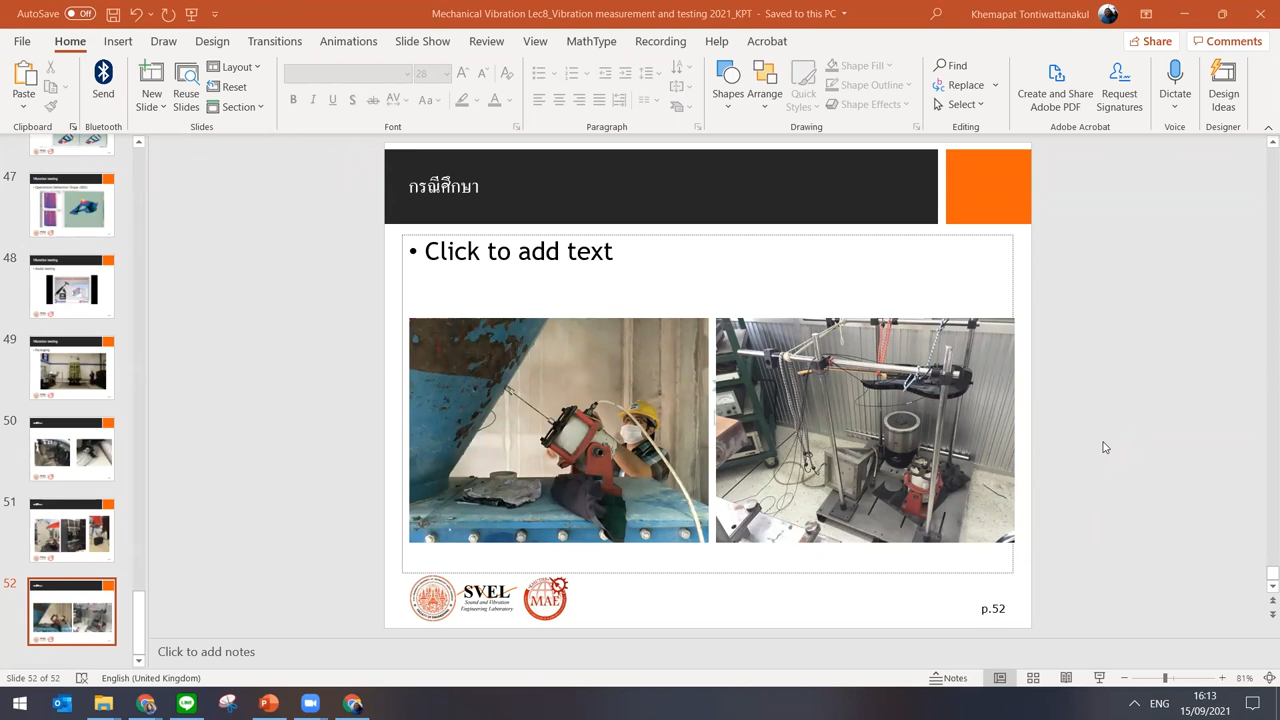 AutoSave Off
Mechanical Vibration Lec8_Vibration measurement and testing 2021_KPT - Saved to this PC
Khemapat Tontiwattanakul
File Home Insert Draw Design Transitions Animations Slide Show Review View MathType Recording Help Acrobat
Share Comments
Paste
Send
New Slide
Reuse Slides
Layout
Reset
Section
28
Aa
Shapes Arrange Quick Styles
Shape Fill
Shape Outline
Shape Effects
Find
Replace
Select
Create and Share Adobe PDF
Request Signatures
Dictate
Design Ideas
Clipboard Bluetooth Slides Font Paragraph Drawing Editing Adobe Acrobat Voice Designer
47
48
49
50
51
52
กรณีศึกษา
• Click to add text
SVEL
Sound and Vibration
Engineering Laboratory
MAE
p.52
Click to add notes
Slide 52 of 52
English (United Kingdom)
Notes
81%
ENG
16:13
15/09/2021